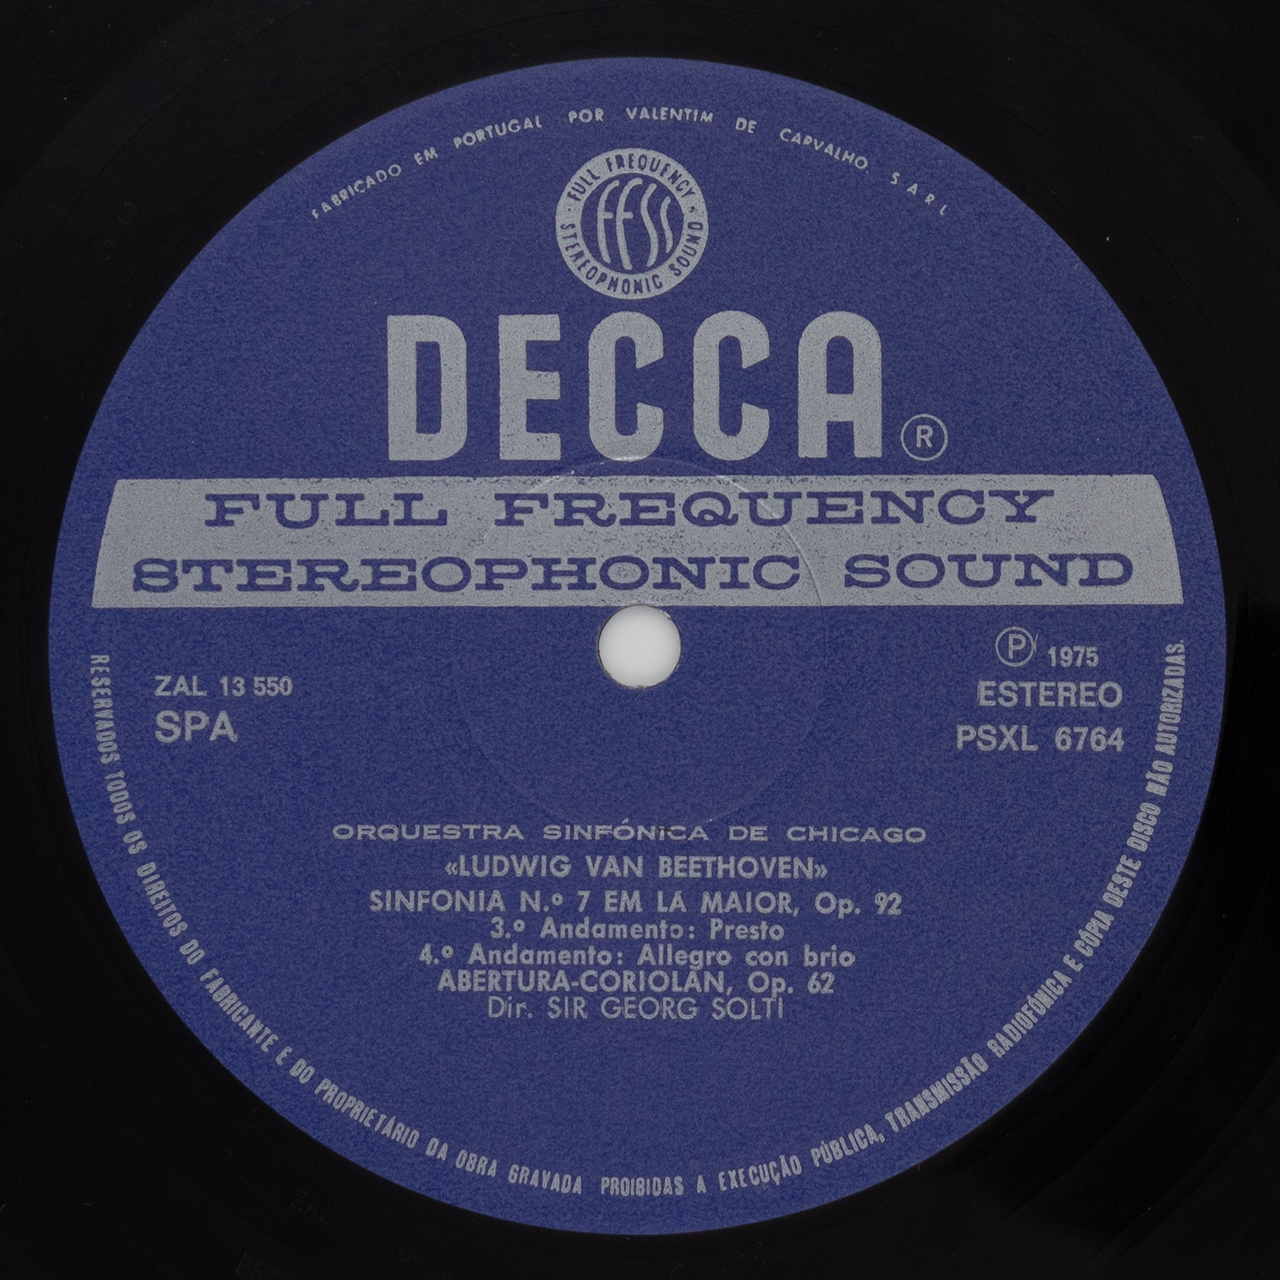 FABRICADO EM PORTUGAL POR VALENTIM DE CARVALHO, S A R L
FULL FREQUENCY
STEREOPHONIC SOUND
FFSS
DECCA ®
FULL FREQUENCY
STEREOPHONIC SOUND
ZAL 13 550
SPA
Ⓟ 1975
ESTEREO
PSXL 6764
ORQUESTRA SINFÓNICA DE CHICAGO
«LUDWIG VAN BEETHOVEN»
SINFONIA N.º 7 EM LÁ MAIOR, Op. 92
3.º Andamento: Presto
4.º Andamento: Allegro con brio
ABERTURA-CORIOLAN, Op. 62
Dir. SIR GEORG SOLTI
RESERVADOS TODOS OS DIREITOS DO FABRICANTE E DO PROPRIETÁRIO DA OBRA GRAVADA PROIBIDAS A EXECUÇÃO PÚBLICA, TRANSMISSÃO RADIOFÓNICA E CÓPIA DESTE DISCO NÃO AUTORIZADAS.